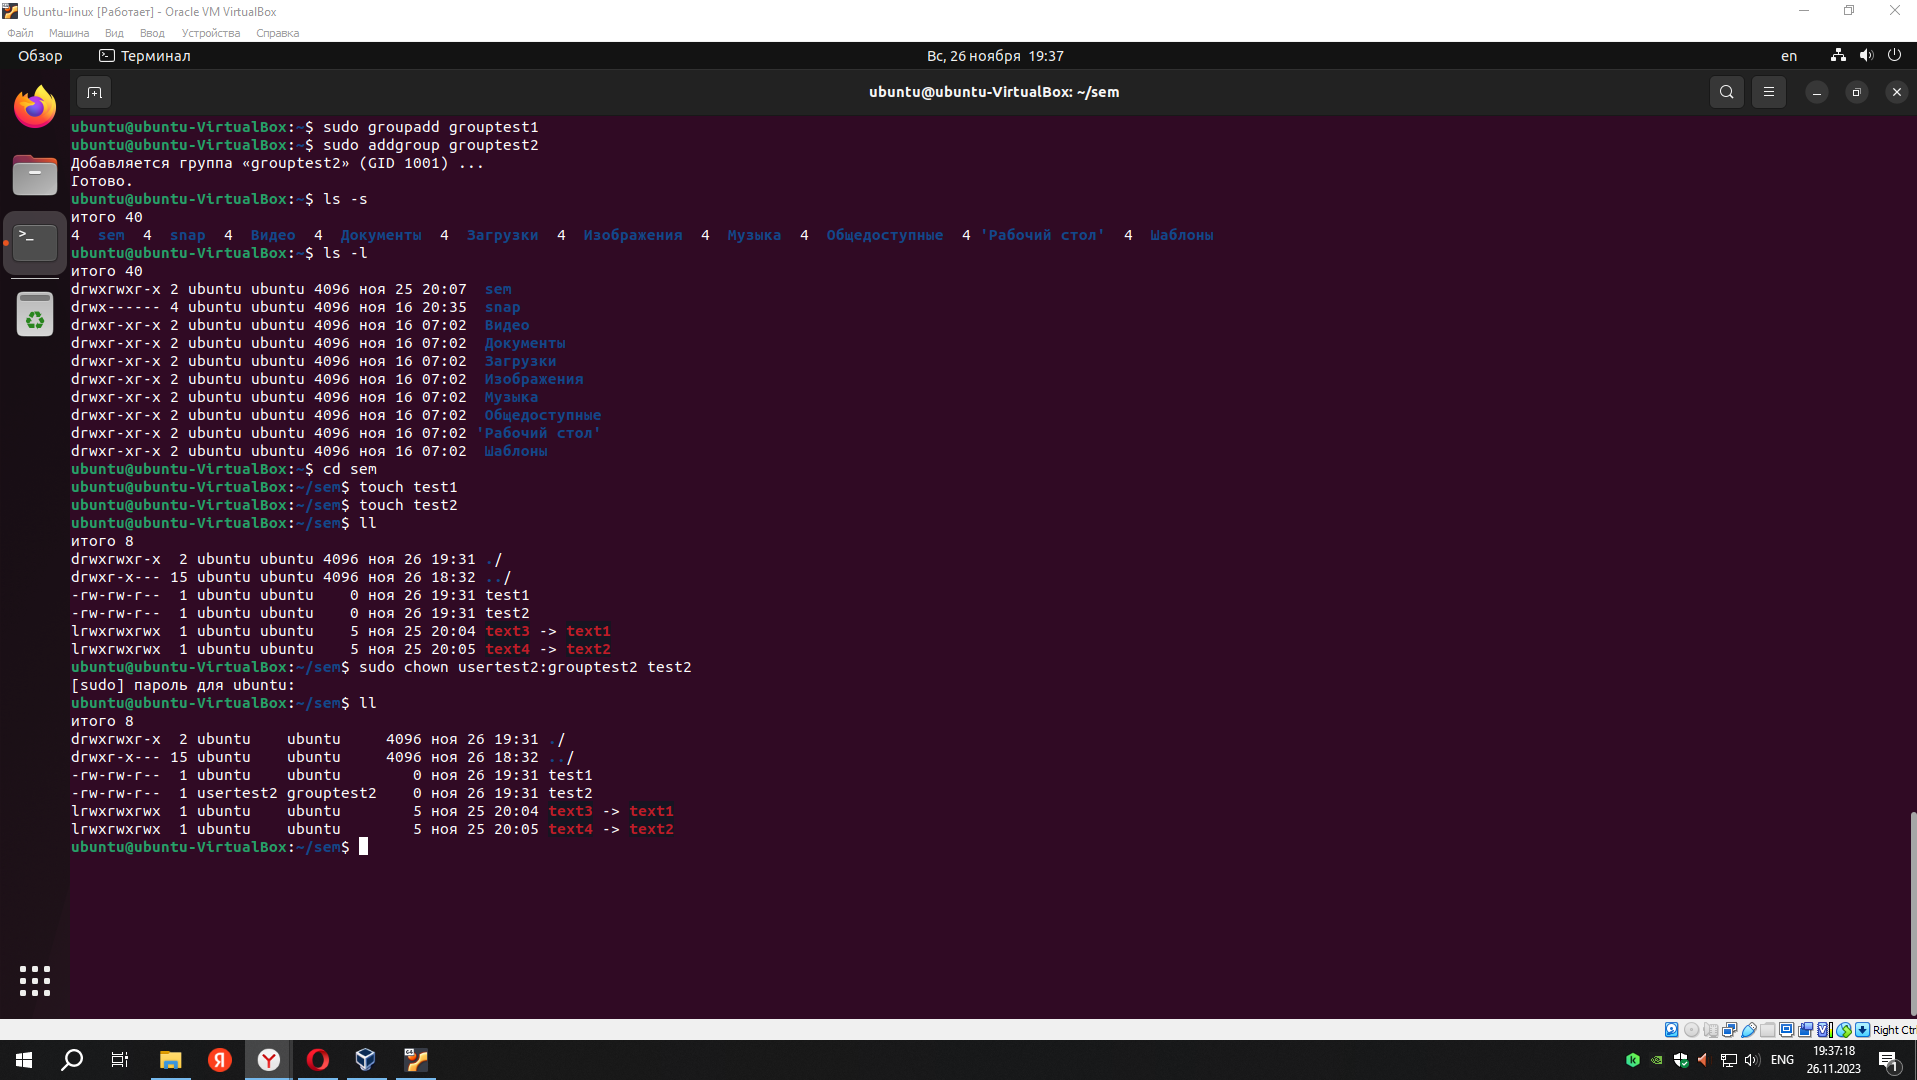 Ubuntu-linux [Работает] - Oracle VM VirtualBox
Файл Машина Вид Ввод Устройства Справка
Обзор Терминал Вс, 26 ноября 19:37 en
ubuntu@ubuntu-VirtualBox: ~/sem
ubuntu@ubuntu-VirtualBox:~$ sudo groupadd grouptest1
ubuntu@ubuntu-VirtualBox:~$ sudo addgroup grouptest2
Добавляется группа «grouptest2» (GID 1001) ...
Готово.
ubuntu@ubuntu-VirtualBox:~$ ls -s
итого 40
4 sem 4 snap 4 Видео 4 Документы 4 Загрузки 4 Изображения 4 Музыка 4 Общедоступные 4 'Рабочий стол' 4 Шаблоны
ubuntu@ubuntu-VirtualBox:~$ ls -l
итого 40
drwxrwxr-x 2 ubuntu ubuntu 4096 ноя 25 20:07 sem
drwx------ 4 ubuntu ubuntu 4096 ноя 16 20:35 snap
drwxr-xr-x 2 ubuntu ubuntu 4096 ноя 16 07:02 Видео
drwxr-xr-x 2 ubuntu ubuntu 4096 ноя 16 07:02 Документы
drwxr-xr-x 2 ubuntu ubuntu 4096 ноя 16 07:02 Загрузки
drwxr-xr-x 2 ubuntu ubuntu 4096 ноя 16 07:02 Изображения
drwxr-xr-x 2 ubuntu ubuntu 4096 ноя 16 07:02 Музыка
drwxr-xr-x 2 ubuntu ubuntu 4096 ноя 16 07:02 Общедоступные
drwxr-xr-x 2 ubuntu ubuntu 4096 ноя 16 07:02 'Рабочий стол'
drwxr-xr-x 2 ubuntu ubuntu 4096 ноя 16 07:02 Шаблоны
ubuntu@ubuntu-VirtualBox:~$ cd sem
ubuntu@ubuntu-VirtualBox:~/sem$ touch test1
ubuntu@ubuntu-VirtualBox:~/sem$ touch test2
ubuntu@ubuntu-VirtualBox:~/sem$ ll
итого 8
drwxrwxr-x 2 ubuntu ubuntu 4096 ноя 26 19:31 ./
drwxr-x--- 15 ubuntu ubuntu 4096 ноя 26 18:32 ../
-rw-rw-r-- 1 ubuntu ubuntu 0 ноя 26 19:31 test1
-rw-rw-r-- 1 ubuntu ubuntu 0 ноя 26 19:31 test2
lrwxrwxrwx 1 ubuntu ubuntu 5 ноя 25 20:04 text3 -> text1
lrwxrwxrwx 1 ubuntu ubuntu 5 ноя 25 20:05 text4 -> text2
ubuntu@ubuntu-VirtualBox:~/sem$ sudo chown usertest2:grouptest2 test2
[sudo] пароль для ubuntu:
ubuntu@ubuntu-VirtualBox:~/sem$ ll
итого 8
drwxrwxr-x 2 ubuntu ubuntu 4096 ноя 26 19:31 ./
drwxr-x--- 15 ubuntu ubuntu 4096 ноя 26 18:32 ../
-rw-rw-r-- 1 ubuntu ubuntu 0 ноя 26 19:31 test1
-rw-rw-r-- 1 usertest2 grouptest2 0 ноя 26 19:31 test2
lrwxrwxrwx 1 ubuntu ubuntu 5 ноя 25 20:04 text3 -> text1
lrwxrwxrwx 1 ubuntu ubuntu 5 ноя 25 20:05 text4 -> text2
ubuntu@ubuntu-VirtualBox:~/sem$
Right Ctrl
ENG 19:37:18
26.11.2023
1